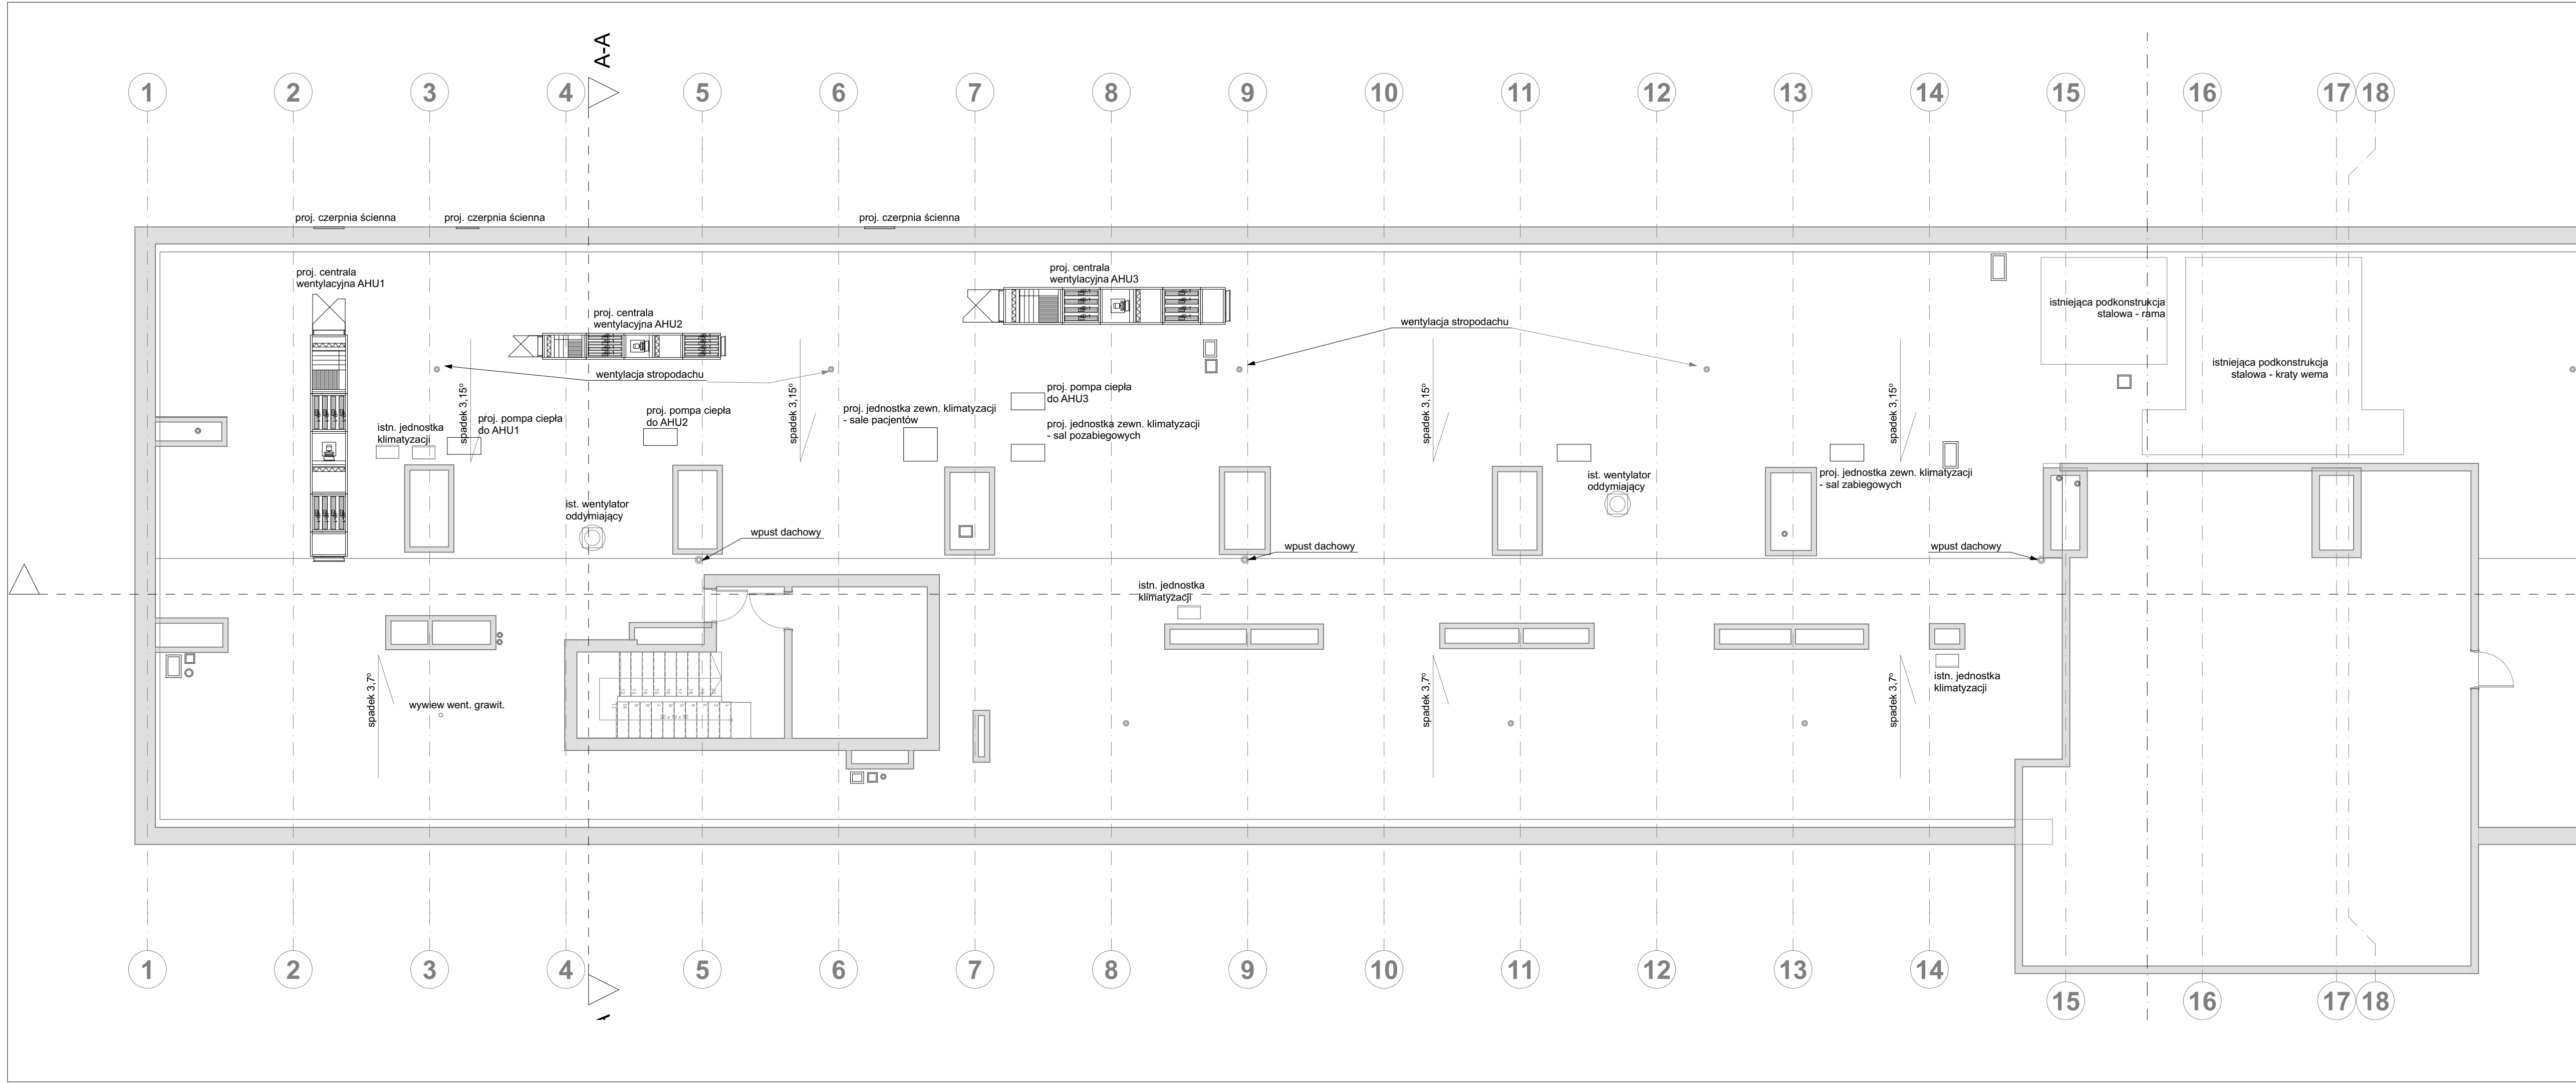 A-A
1 2 3 4 5 6 7 8 9 10 11 12 13 14 15 16 17 18
proj. czerpnia ścienna
proj. czerpnia ścienna
proj. czerpnia ścienna
proj. centrala
wentylacyjna AHU1
proj. centrala
wentylacyjna AHU2
proj. centrala
wentylacyjna AHU3
istniejąca podkonstrukcja
stalowa - rama
wentylacja stropodachu
wentylacja stropodachu
istniejąca podkonstrukcja
stalowa - kraty wema
spadek 3,15º
spadek 3,15º
spadek 3,15º
spadek 3,15º
istn. jednostka
klimatyzacji
proj. pompa ciepła
do AHU1
proj. pompa ciepła
do AHU2
proj. jednostka zewn. klimatyzacji
- sale pacjentów
proj. pompa ciepła
do AHU3
proj. jednostka zewn. klimatyzacji
- sal pozabiegowych
ist. wentylator
oddymiający
ist. wentylator
oddymiający
proj. jednostka zewn. klimatyzacji
- sal zabiegowych
wpust dachowy
wpust dachowy
wpust dachowy
istn. jednostka
klimatyzacji
spadek 3,7º
wywiew went. grawit.
spadek 3,7º
spadek 3,7º
istn. jednostka
klimatyzacji
1 2 3 4 5 6 7 8 9 10 11 12 13 14 15 16 17 18